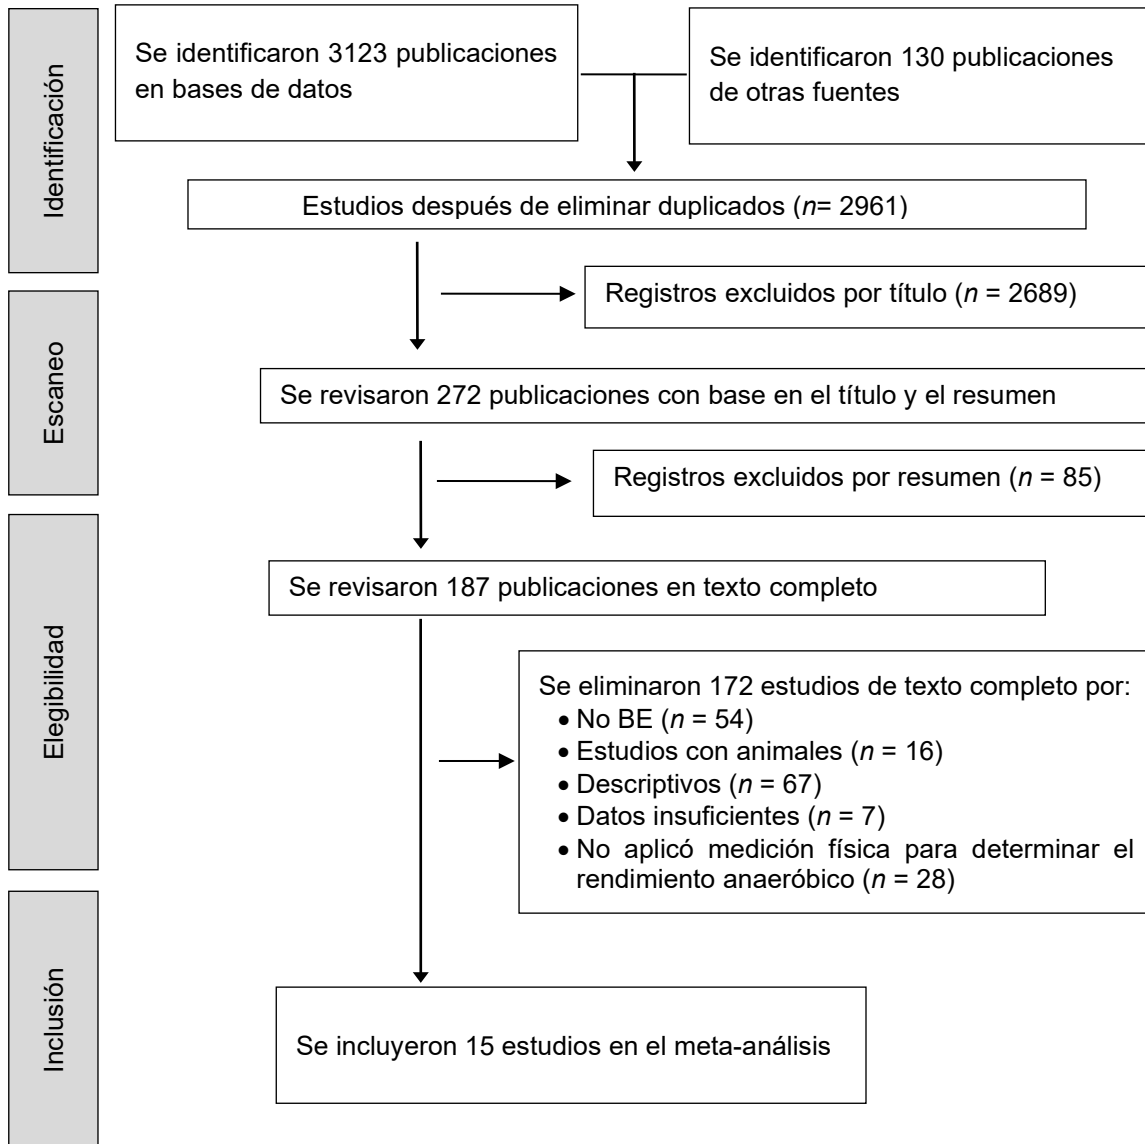 Identificación
Se identificaron 3123 publicaciones
en bases de datos
Se identificaron 130 publicaciones
de otras fuentes
Estudios después de eliminar duplicados (n= 2961)
Registros excluidos por título (n = 2689)
Escaneo
Se revisaron 272 publicaciones con base en el título y el resumen
Registros excluidos por resumen (n = 85)
Elegibilidad
Se revisaron 187 publicaciones en texto completo
Se eliminaron 172 estudios de texto completo por:
• No BE (n = 54)
• Estudios con animales (n = 16)
• Descriptivos (n = 67)
• Datos insuficientes (n = 7)
• No aplicó medición física para determinar el
rendimiento anaeróbico (n = 28)
Inclusión
Se incluyeron 15 estudios en el meta-análisis